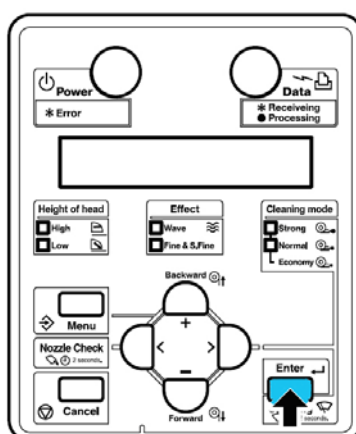 Power
Data
* Error
* Receiveing
● Processing
Height of head
High
Low
Effect
Wave
Fine & S,Fine
Cleaning mode
Strong
Normal
Economy
Backward
+
Menu
< >
Nozzle Check
2 seconds.
−
Enter ↵
Cancel
Forward
seconds.